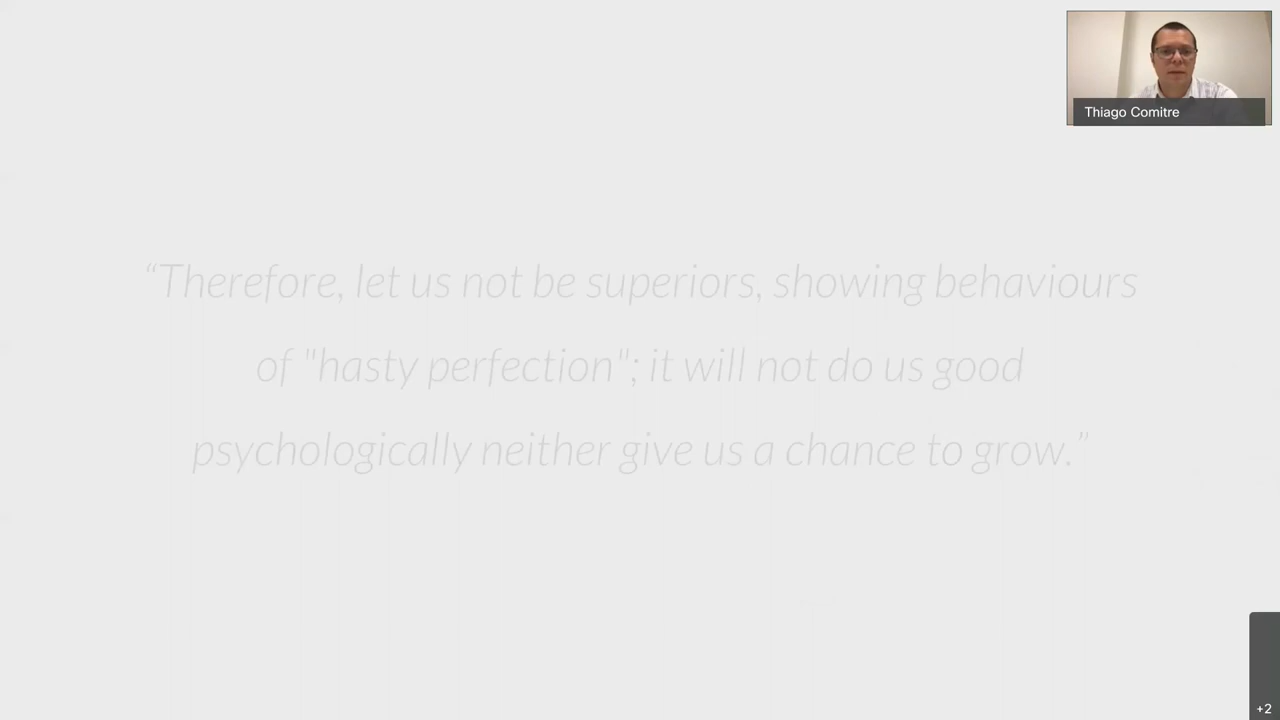 Thiago Comitre
“Therefore, let us not be superiors, showing behaviours
of "hasty perfection"; it will not do us good
psychologically neither give us a chance to grow.”
+2